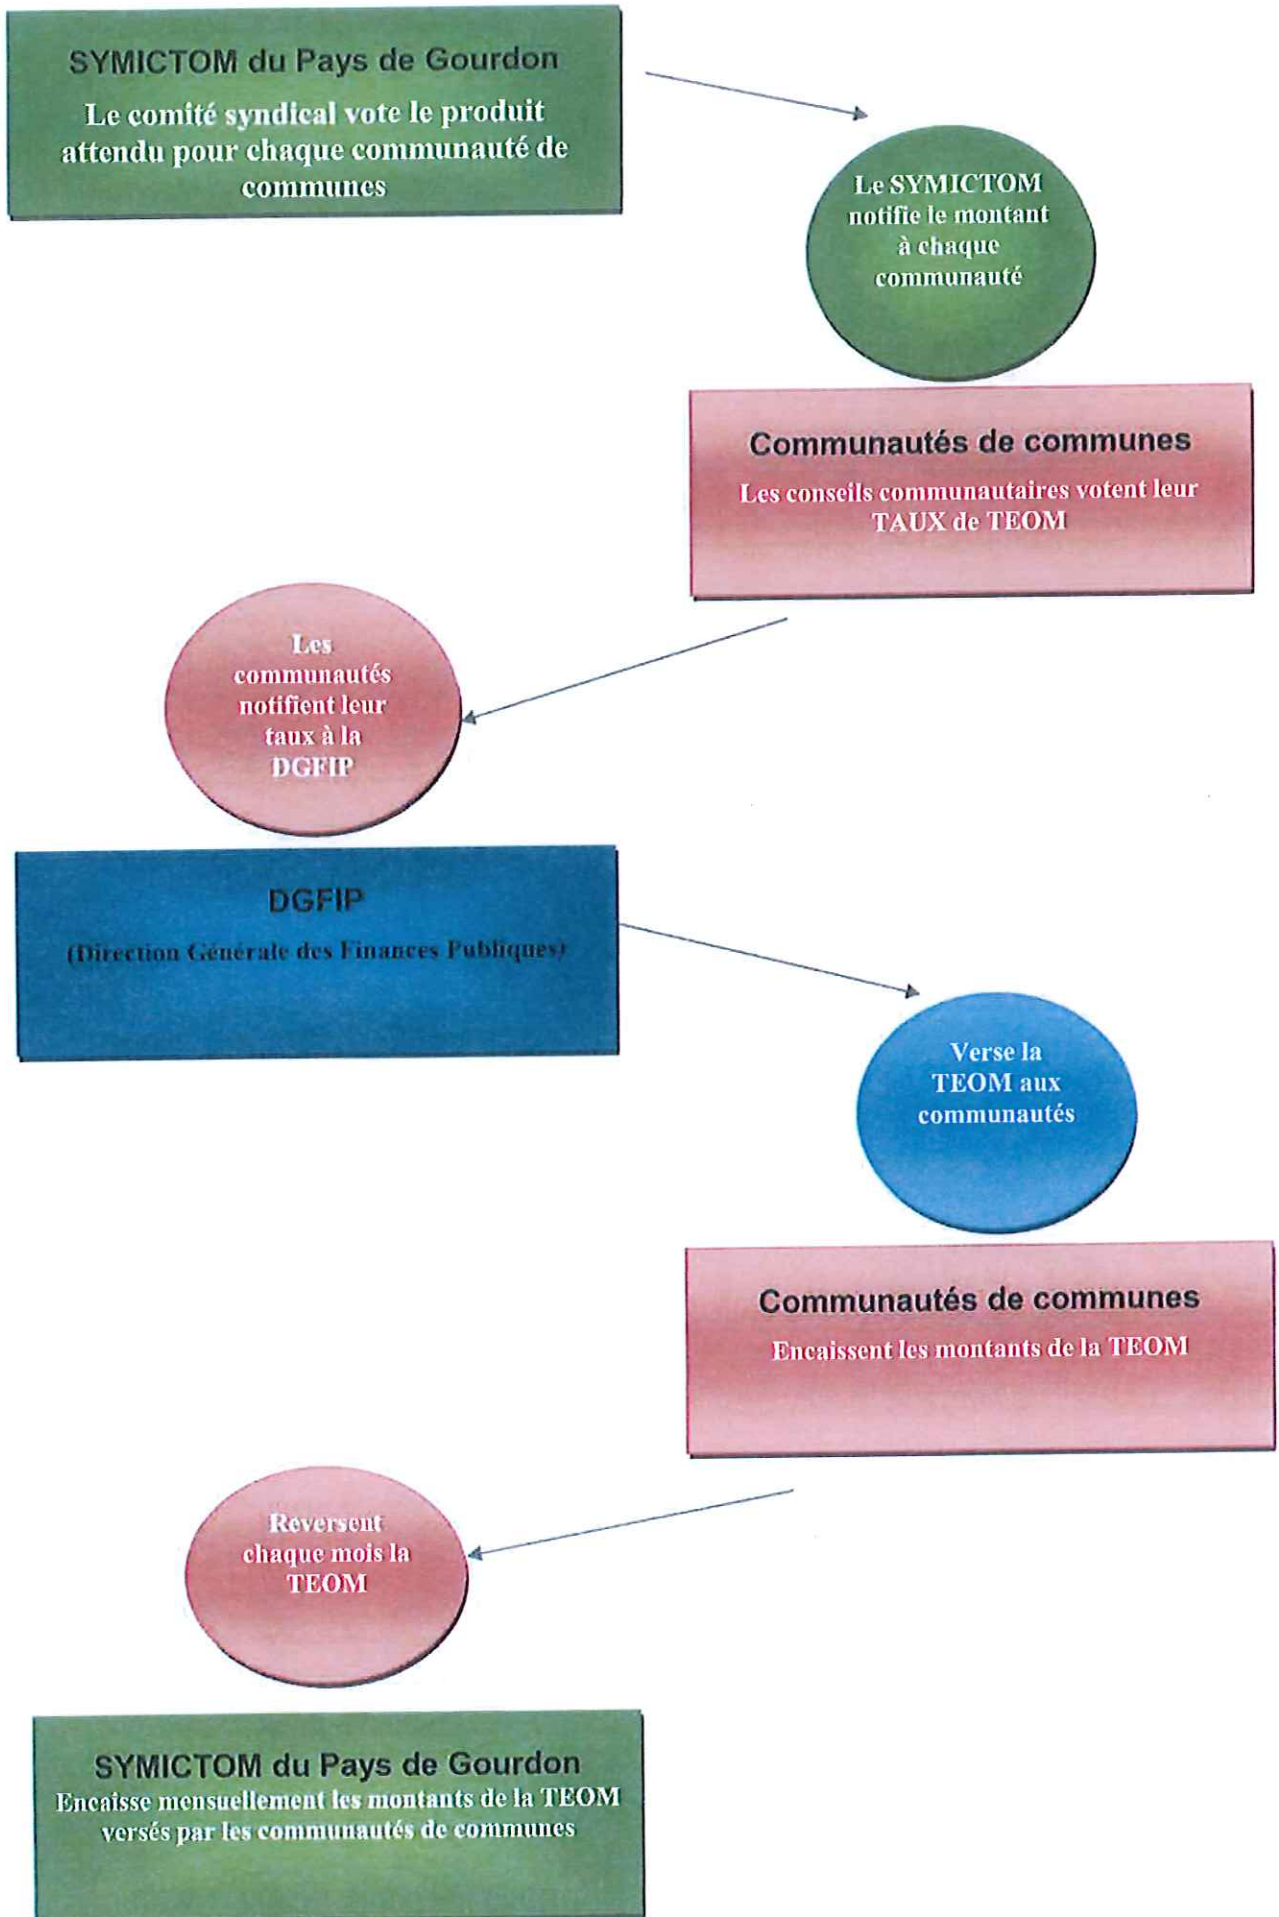 SYMICTOM du Pays de Gourdon
Le comité syndical vote le produit
attendu pour chaque communauté de
communes
Le SYMICTOM
notifie le montant
à chaque
communauté
Communautés de communes
Les conseils communautaires votent leur
TAUX de TEOM
Les
communautés
notifient leur
taux à la
DGFIP
DGFIP
(Direction Générale des Finances Publiques)
Verse la
TEOM aux
communautés
Communautés de communes
Encaissent les montants de la TEOM
Reversent
chaque mois la
TEOM
SYMICTOM du Pays de Gourdon
Encaisse mensuellement les montants de la TEOM
versés par les communautés de communes